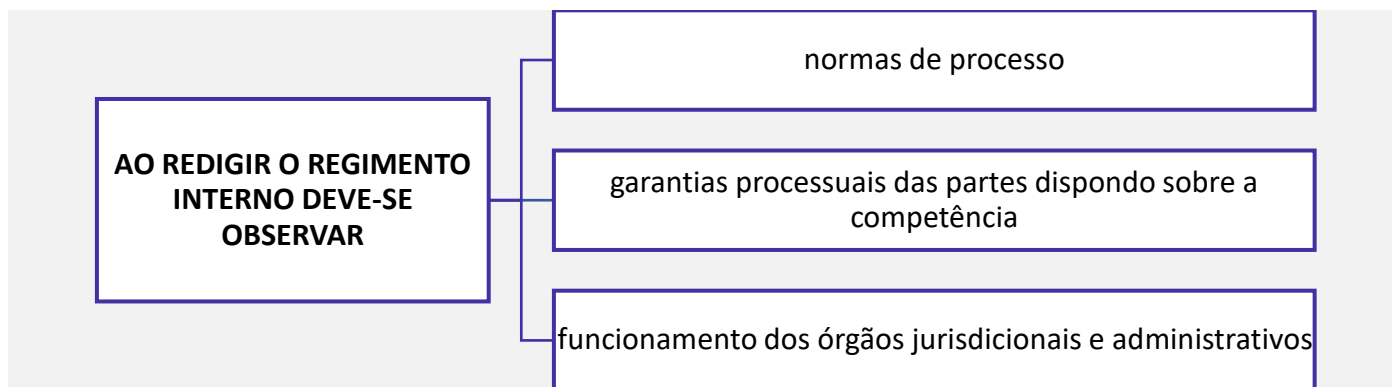 AO REDIGIR O REGIMENTO
INTERNO DEVE-SE
OBSERVAR
normas de processo
garantias processuais das partes dispondo sobre a
competência
funcionamento dos órgãos jurisdicionais e administrativos